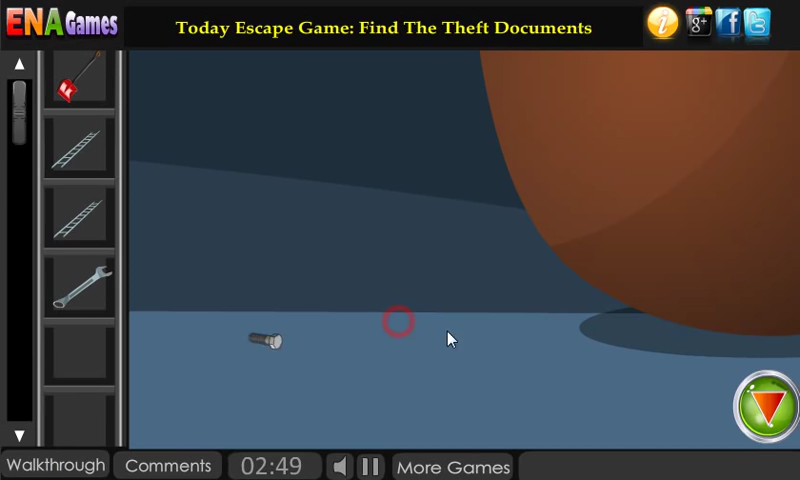 ENA Games
Today Escape Game: Find The Theft Documents
i g+ f t
Walkthrough
Comments
02:49
More Games